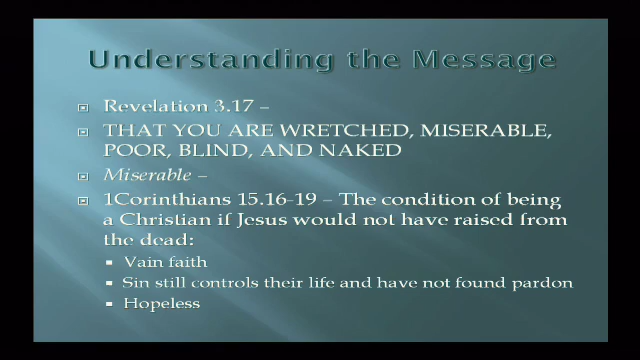 Understanding the Message
Revelation 3.17 –
THAT YOU ARE WRETCHED, MISERABLE,
POOR, BLIND, AND NAKED
Miserable –
1Corinthians 15.16-19 – The condition of being
a Christian if Jesus would not have raised from
the dead:
Vain faith
Sin still controls their life and have not found pardon
Hopeless